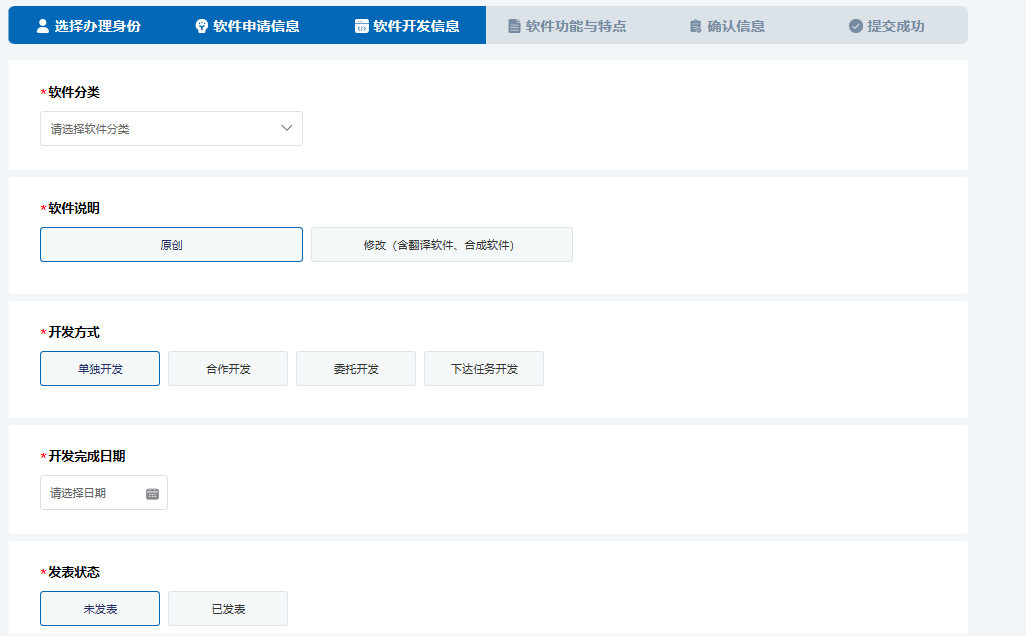 选择办理身份 软件申请信息 软件开发信息 软件功能与特点 确认信息 提交成功
*软件分类
请选择软件分类
*软件说明
原创 修改（含翻译软件、合成软件）
*开发方式
单独开发 合作开发 委托开发 下达任务开发
*开发完成日期
请选择日期
*发表状态
未发表 已发表